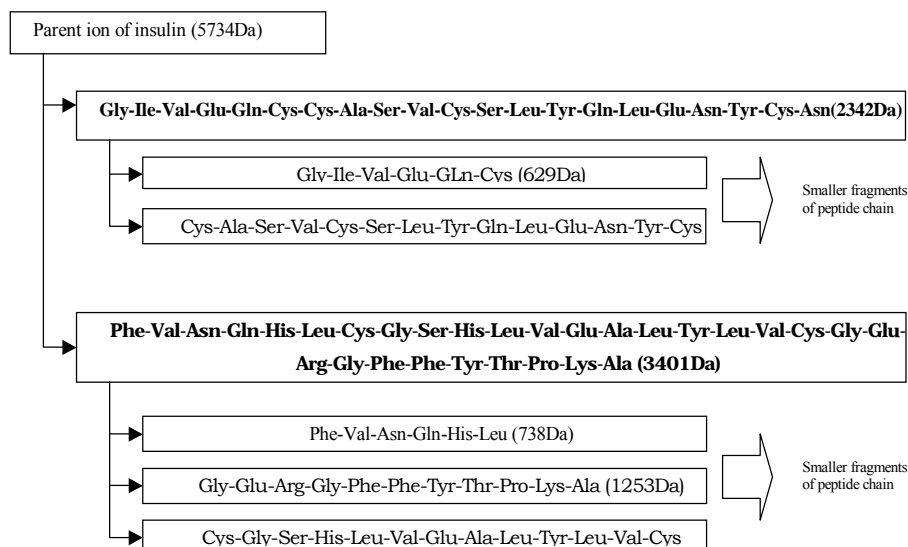 Parent ion of insulin (5734Da)
Gly-Ile-Val-Glu-Gln-Cys-Cys-Ala-Ser-Val-Cys-Ser-Leu-Tyr-Gln-Leu-Glu-Asn-Tyr-Cys-Asn(2342Da)
Gly-Ile-Val-Glu-GLn-Cys (629Da)
Smaller fragments
of peptide chain
Cys-Ala-Ser-Val-Cys-Ser-Leu-Tyr-Gln-Leu-Glu-Asn-Tyr-Cys
Phe-Val-Asn-Gln-His-Leu-Cys-Gly-Ser-His-Leu-Val-Glu-Ala-Leu-Tyr-Leu-Val-Cys-Gly-Glu-
Arg-Gly-Phe-Phe-Tyr-Thr-Pro-Lys-Ala (3401Da)
Phe-Val-Asn-Gln-His-Leu (738Da)
Gly-Glu-Arg-Gly-Phe-Phe-Tyr-Thr-Pro-Lys-Ala (1253Da)
Smaller fragments
of peptide chain
Cys-Gly-Ser-His-Leu-Val-Glu-Ala-Leu-Tyr-Leu-Val-Cys